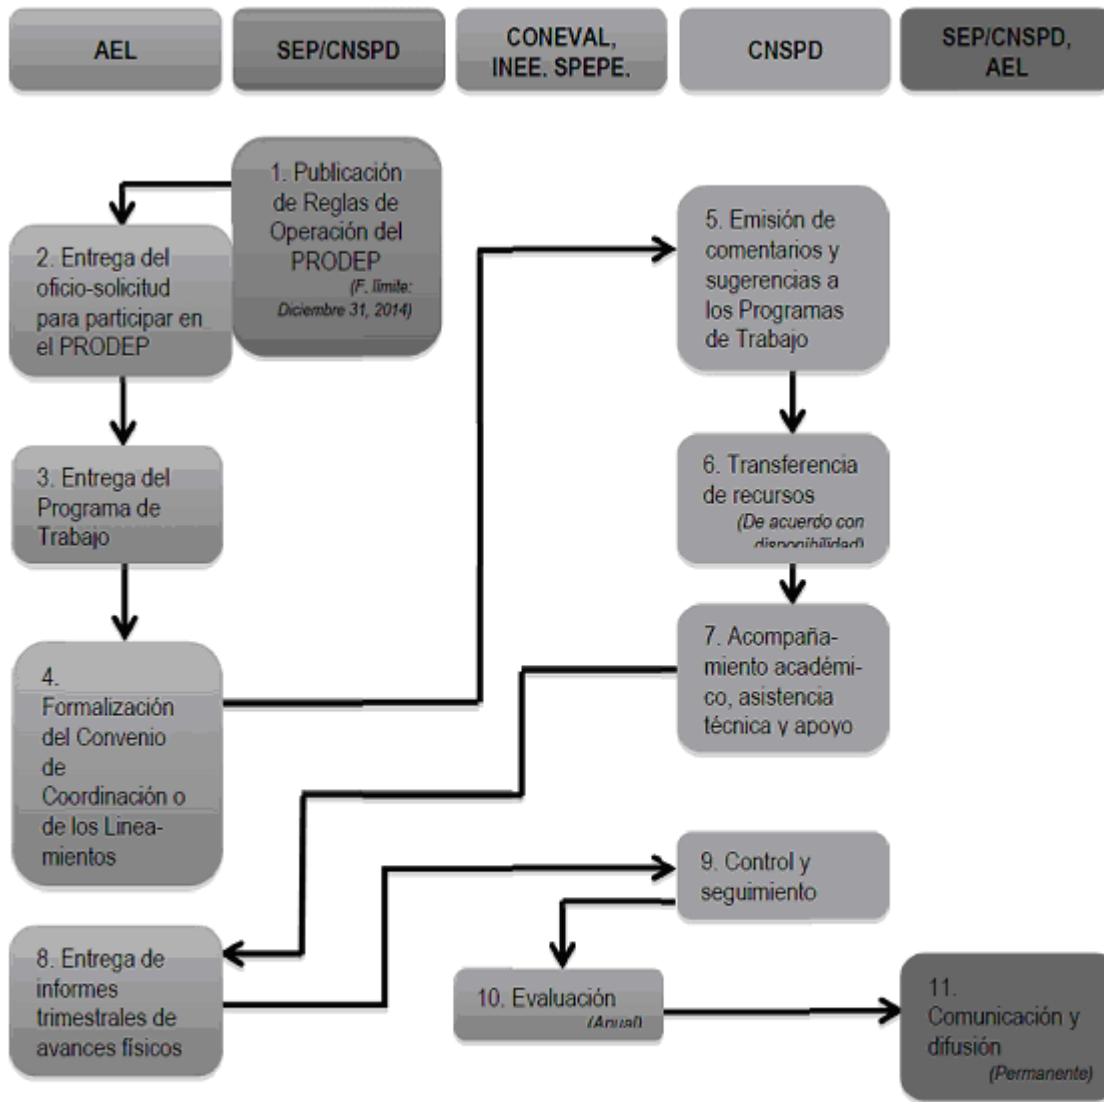 AEL
SEP/CNSPD
CONEVAL,
INEE. SPEPE.
CNSPD
SEP/CNSPD,
AEL
1. Publicación
de Reglas de
Operación del
PRODEP
(F. límite:
Diciembre 31, 2014)
2. Entrega del
oficio-solicitud
para participar en
el PRODEP
3. Entrega del
Programa de
Trabajo
4.
Formalización
del Convenio
de
Coordinación o
de los Linea-
mientos
5. Emisión de
comentarios y
sugerencias a
los Programas
de Trabajo
6. Transferencia
de recursos
(De acuerdo con
disponibilidad)
7. Acompaña-
miento académi-
co, asistencia
técnica y apoyo
8. Entrega de
informes
trimestrales de
avances físicos
9. Control y
seguimiento
10. Evaluación
(Anual)
11.
Comunicación y
difusión
(Permanente)